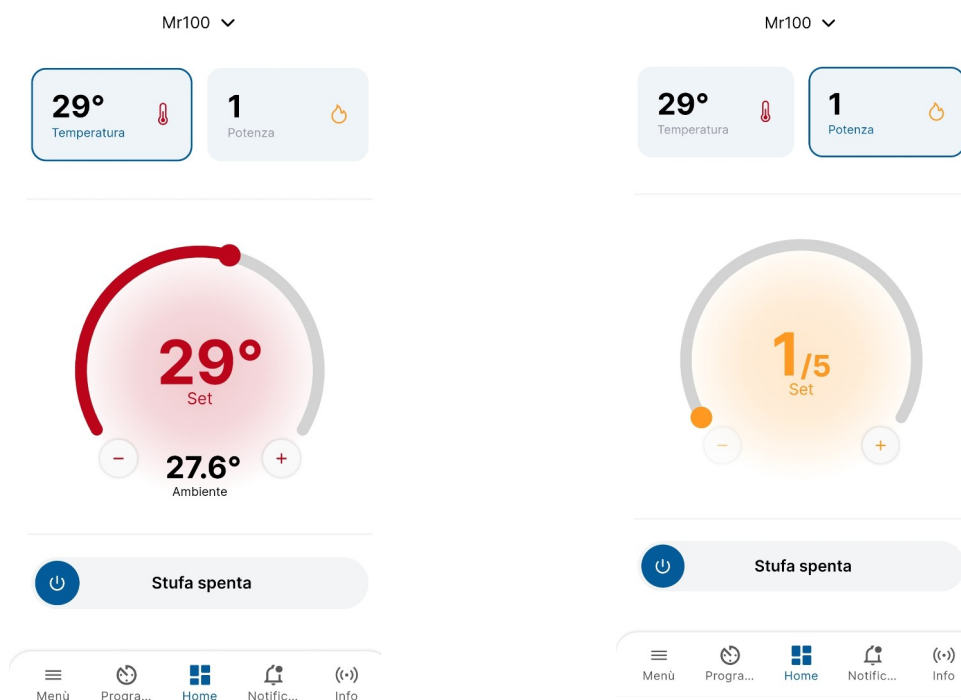 Mr100
29°
Temperatura
1
Potenza
29°
Set
27.6°
Ambiente
Stufa spenta
Menù
Progra...
Home
Notific...
Info
Mr100
29°
Temperatura
1
Potenza
1/5
Set
Stufa spenta
Menù
Progra...
Home
Notific...
Info